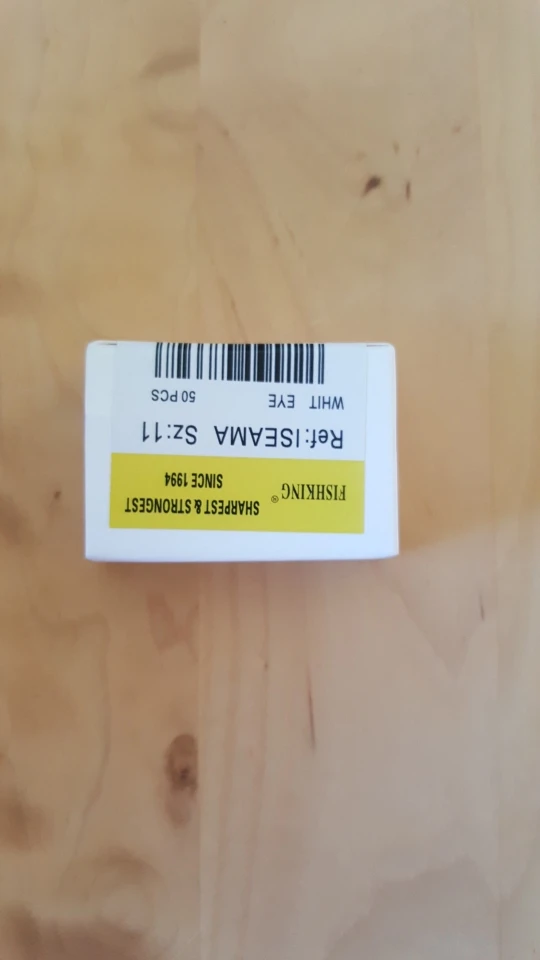 FISHKING® SHARPEST & STRONGEST
SINCE 1994
Ref:ISEAMA Sz:11
WHIT EYE 50 PCS